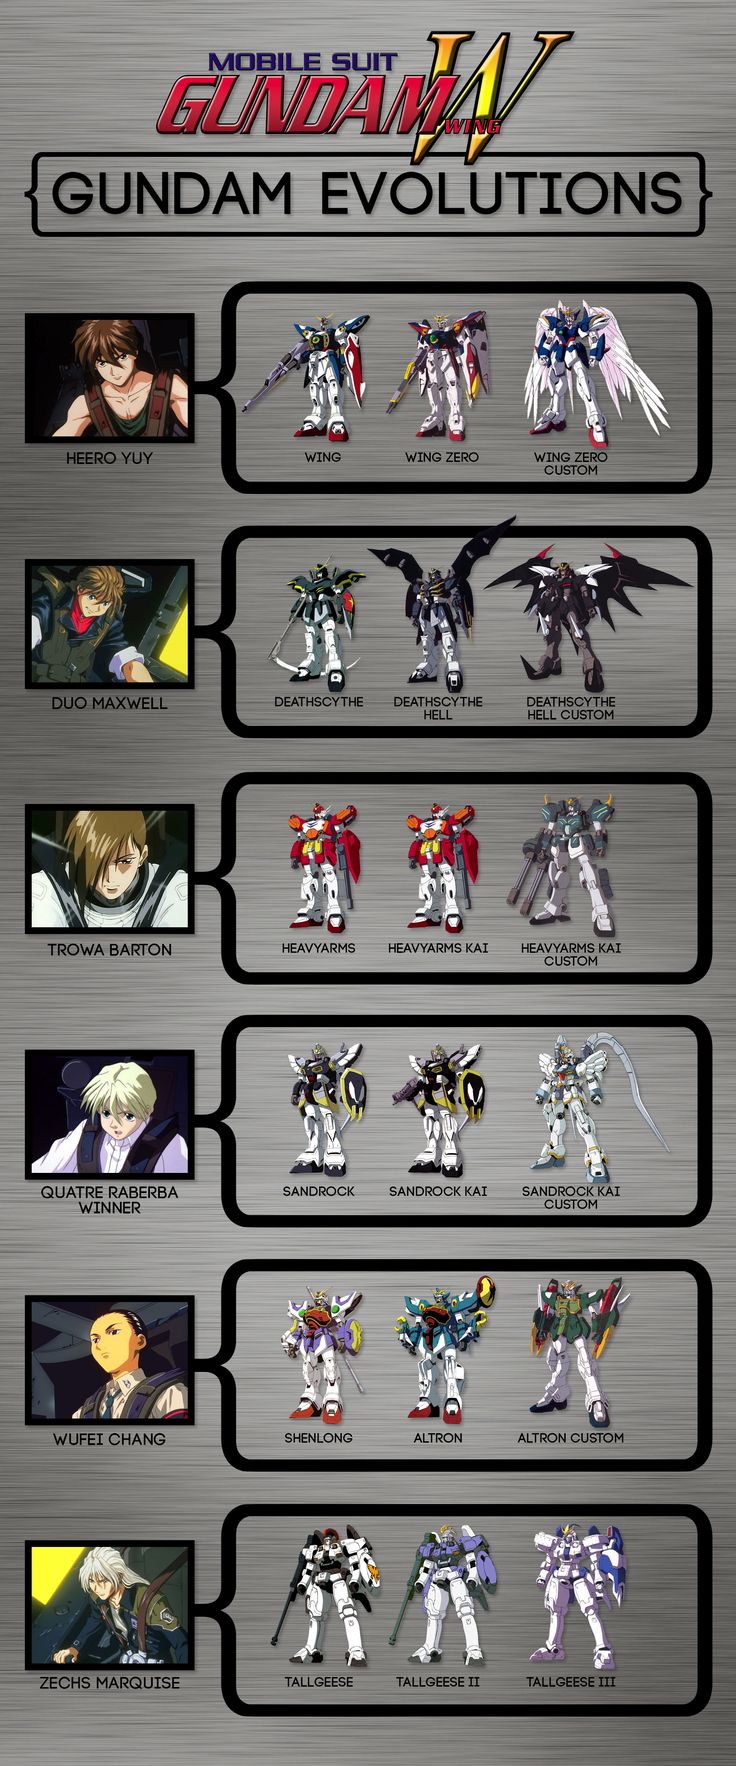 MOBILE SUIT
GUNDAM W
WING
GUNDAM EVOLUTIONS
HEERO YUY
WING
WING ZERO
WING ZERO
CUSTOM
DUO MAXWELL
DEATHSCYTHE
DEATHSCYTHE
HELL
DEATHSCYTHE
HELL CUSTOM
TROWA BARTON
HEAVYARMS
HEAVYARMS KAI
HEAVYARMS KAI
CUSTOM
QUATRE RABERBA
WINNER
SANDROCK
SANDROCK KAI
SANDROCK KAI
CUSTOM
WUFEI CHANG
SHENLONG
ALTRON
ALTRON CUSTOM
ZECHS MARQUISE
TALLGEESE
TALLGEESE II
TALLGEESE III